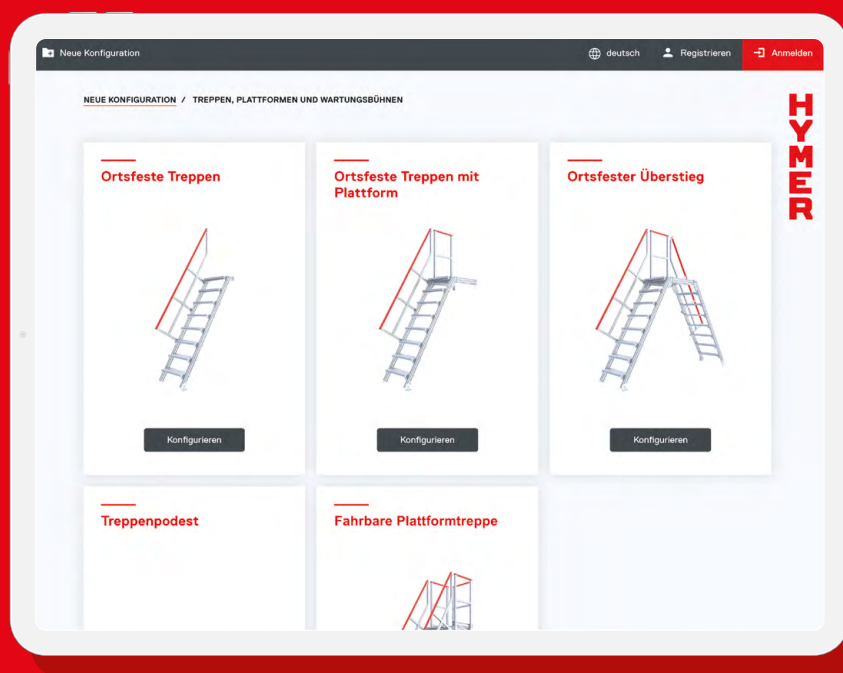 Neue Konfiguration
deutsch
Registrieren
Anmelden
NEUE KONFIGURATION / TREPPEN, PLATTFORMEN UND WARTUNGSBÜHNEN
HYMER
Ortsfeste Treppen
Konfigurieren
Ortsfeste Treppen mit
Plattform
Konfigurieren
Ortsfester Überstieg
Konfigurieren
Treppenpodest
Fahrbare Plattformtreppe